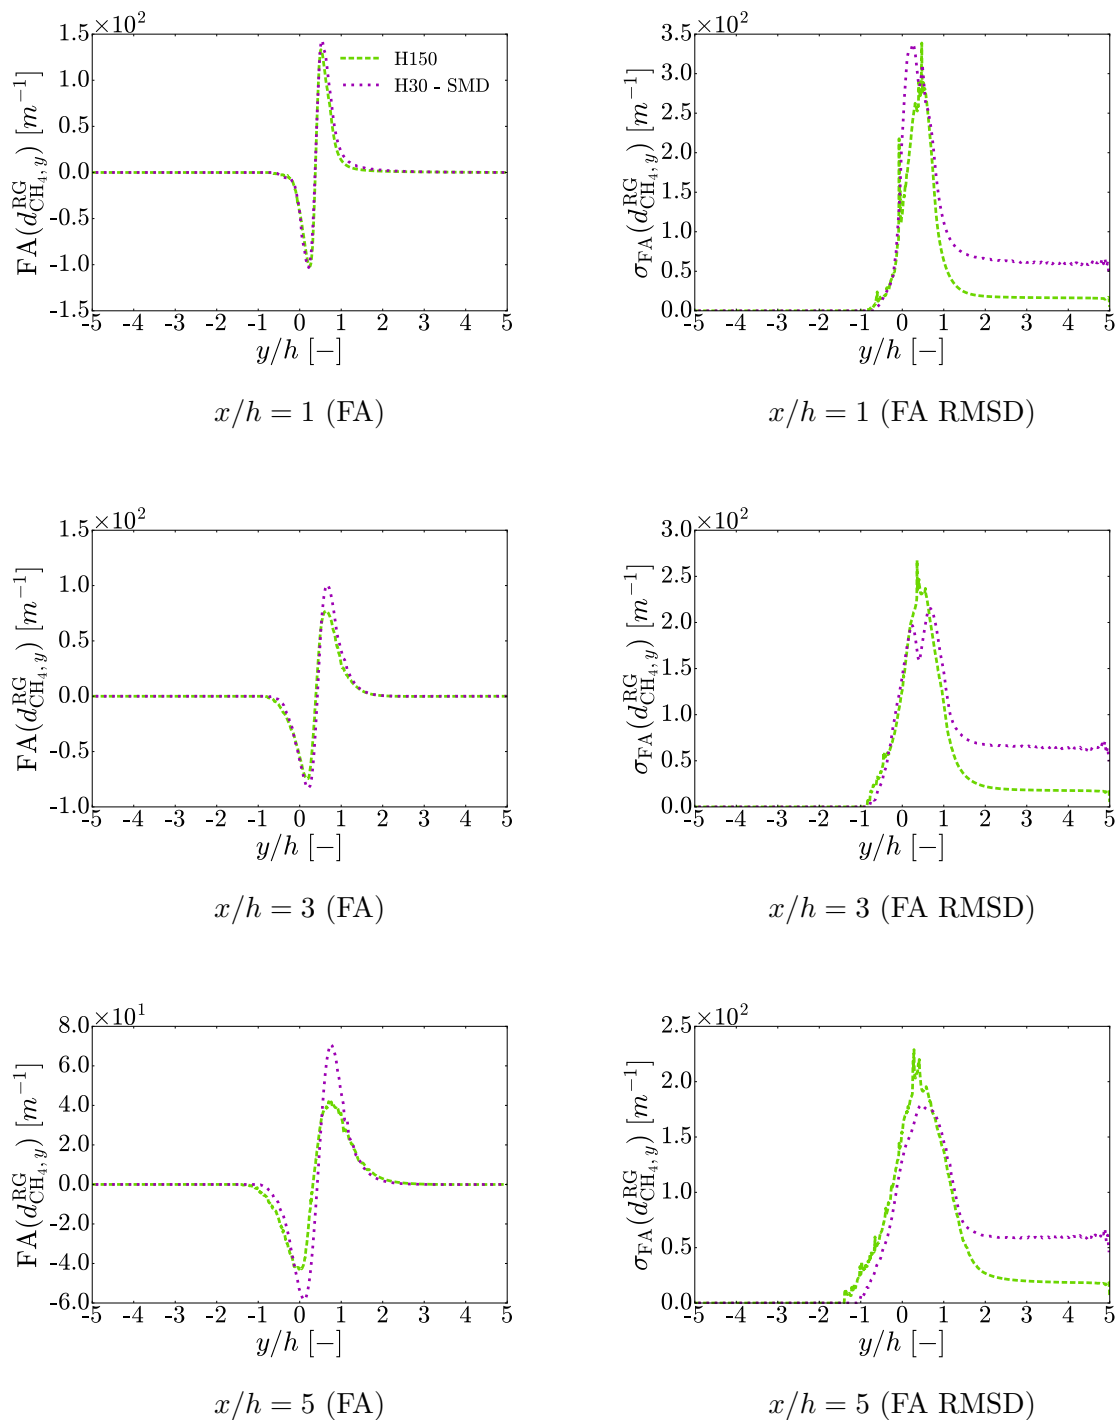 ×10²
1.5
1.0
0.5
0.0
-0.5
-1.0
-1.5
FA(d^RG_CH₄,y) [m⁻¹]
H150
H30 - SMD
-5 -4 -3 -2 -1 0 1 2 3 4 5
y/h [−]
x/h = 1 (FA)
×10²
3.5
3.0
2.5
2.0
1.5
1.0
0.5
0.0
σ_FA(d^RG_CH₄,y) [m⁻¹]
-5 -4 -3 -2 -1 0 1 2 3 4 5
y/h [−]
x/h = 1 (FA RMSD)
×10²
1.5
1.0
0.5
0.0
-0.5
-1.0
FA(d^RG_CH₄,y) [m⁻¹]
-5 -4 -3 -2 -1 0 1 2 3 4 5
y/h [−]
x/h = 3 (FA)
×10²
3.0
2.5
2.0
1.5
1.0
0.5
0.0
σ_FA(d^RG_CH₄,y) [m⁻¹]
-5 -4 -3 -2 -1 0 1 2 3 4 5
y/h [−]
x/h = 3 (FA RMSD)
×10¹
8.0
6.0
4.0
2.0
0.0
-2.0
-4.0
-6.0
FA(d^RG_CH₄,y) [m⁻¹]
-5 -4 -3 -2 -1 0 1 2 3 4 5
y/h [−]
x/h = 5 (FA)
×10²
2.5
2.0
1.5
1.0
0.5
0.0
σ_FA(d^RG_CH₄,y) [m⁻¹]
-5 -4 -3 -2 -1 0 1 2 3 4 5
y/h [−]
x/h = 5 (FA RMSD)